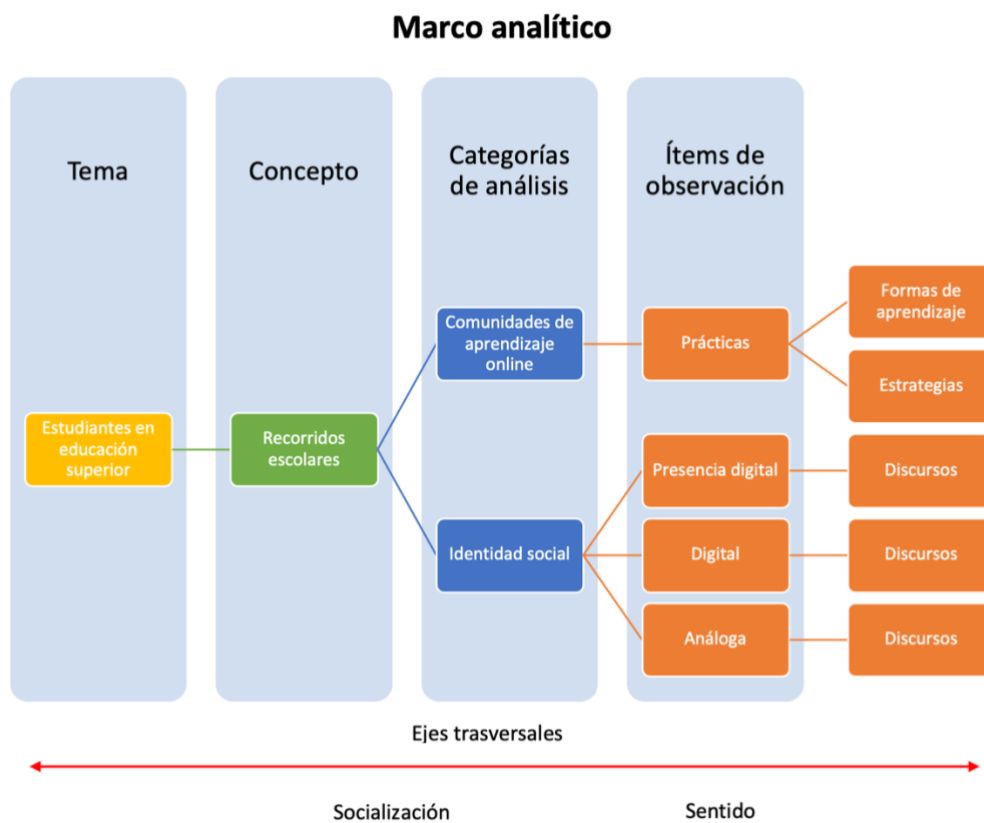 Marco analítico
Tema
Concepto
Categorías
de análisis
Ítems de
observación
Estudiantes en
educación
superior
Recorridos
escolares
Comunidades de
aprendizaje
online
Identidad social
Prácticas
Presencia digital
Digital
Análoga
Formas de
aprendizaje
Estrategias
Discursos
Discursos
Discursos
Ejes trasversales
Socialización
Sentido